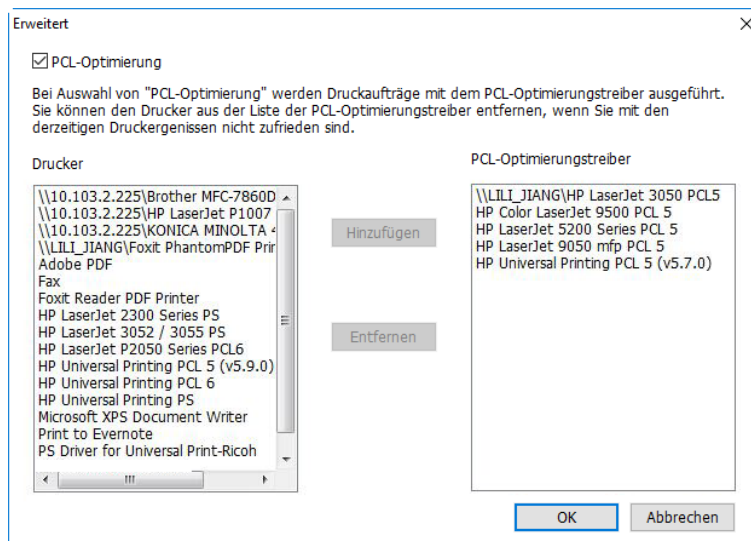 Erweitert
PCL-Optimierung
Bei Auswahl von "PCL-Optimierung" werden Druckaufträge mit dem PCL-Optimierungstreiber ausgeführt.
Sie können den Drucker aus der Liste der PCL-Optimierungstreiber entfernen, wenn Sie mit den
derzeitigen Druckergenissen nicht zufrieden sind.
Drucker
\\10.103.2.225\Brother MFC-7860D
\\10.103.2.225\HP LaserJet P1007
\\10.103.2.225\KONICA MINOLTA 4
\\LILI_JIANG\Foxit PhantomPDF Prir
Adobe PDF
Fax
Foxit Reader PDF Printer
HP LaserJet 2300 Series PS
HP LaserJet 3052 / 3055 PS
HP LaserJet P2050 Series PCL6
HP Universal Printing PCL 5 (v5.9.0)
HP Universal Printing PCL 6
HP Universal Printing PS
Microsoft XPS Document Writer
Print to Evernote
PS Driver for Universal Print-Ricoh
Hinzufügen
Entfernen
PCL-Optimierungstreiber
\\LILI_JIANG\HP LaserJet 3050 PCL5
HP Color LaserJet 9500 PCL 5
HP LaserJet 5200 Series PCL 5
HP LaserJet 9050 mfp PCL 5
HP Universal Printing PCL 5 (v5.7.0)
OK
Abbrechen